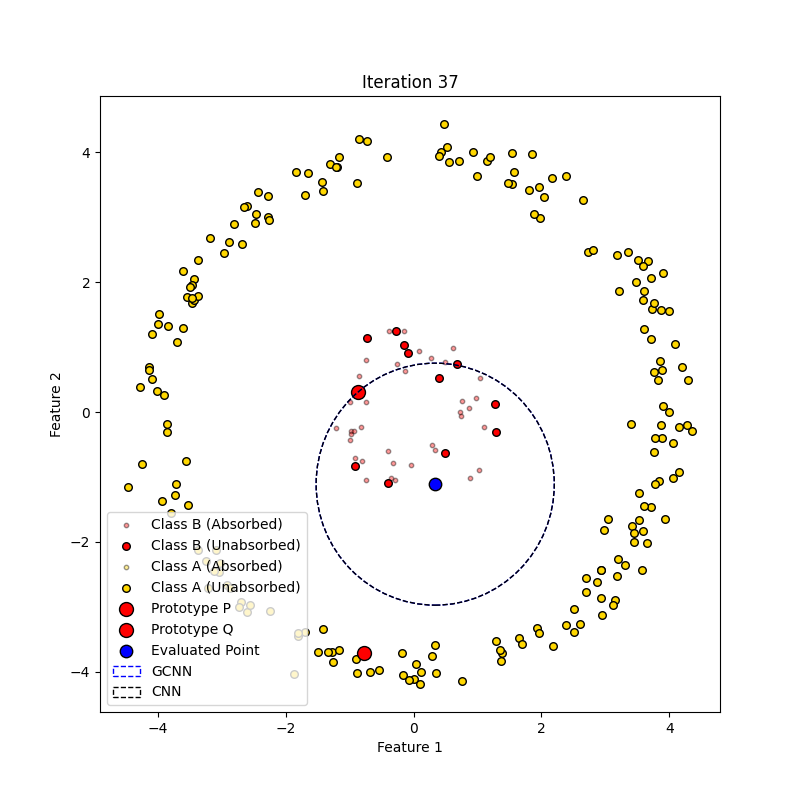 Iteration 37
4
2
0
−2
−4
Feature 2
Class B (Absorbed)
Class B (Unabsorbed)
Class A (Absorbed)
Class A (Unabsorbed)
Prototype P
Prototype Q
Evaluated Point
GCNN
CNN
−4 −2 0 2 4
Feature 1